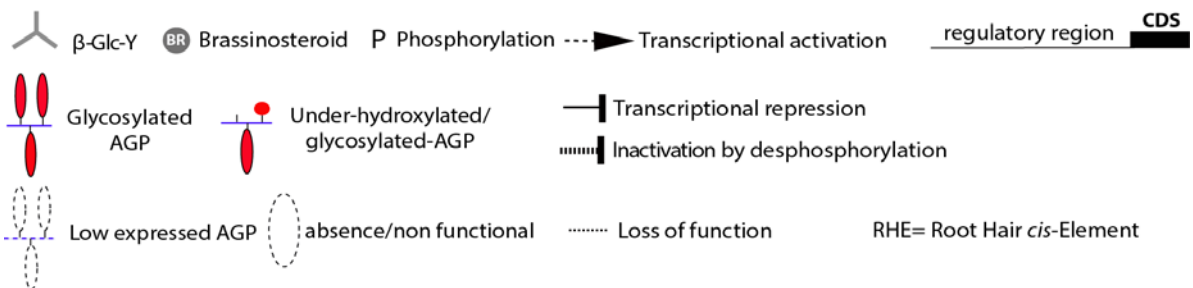 β-Glc-Y BR Brassinosteroid P Phosphorylation Transcriptional activation regulatory region CDS
Glycosylated
AGP
Under-hydroxylated/
glycosylated-AGP
Transcriptional repression
Inactivation by desphosphorylation
Low expressed AGP absence/non functional Loss of function RHE= Root Hair cis-Element